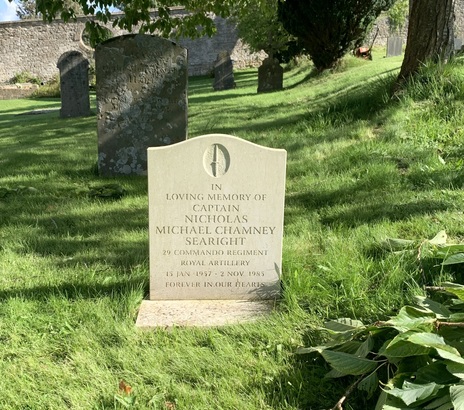 IN
LOVING MEMORY OF
CAPTAIN
NICHOLAS
MICHAEL CHAMNEY
SEARIGHT
29 COMMANDO REGIMENT
ROYAL ARTILLERY
15 JAN 1957 - 2 NOV 1985
FOREVER IN OUR HEARTS